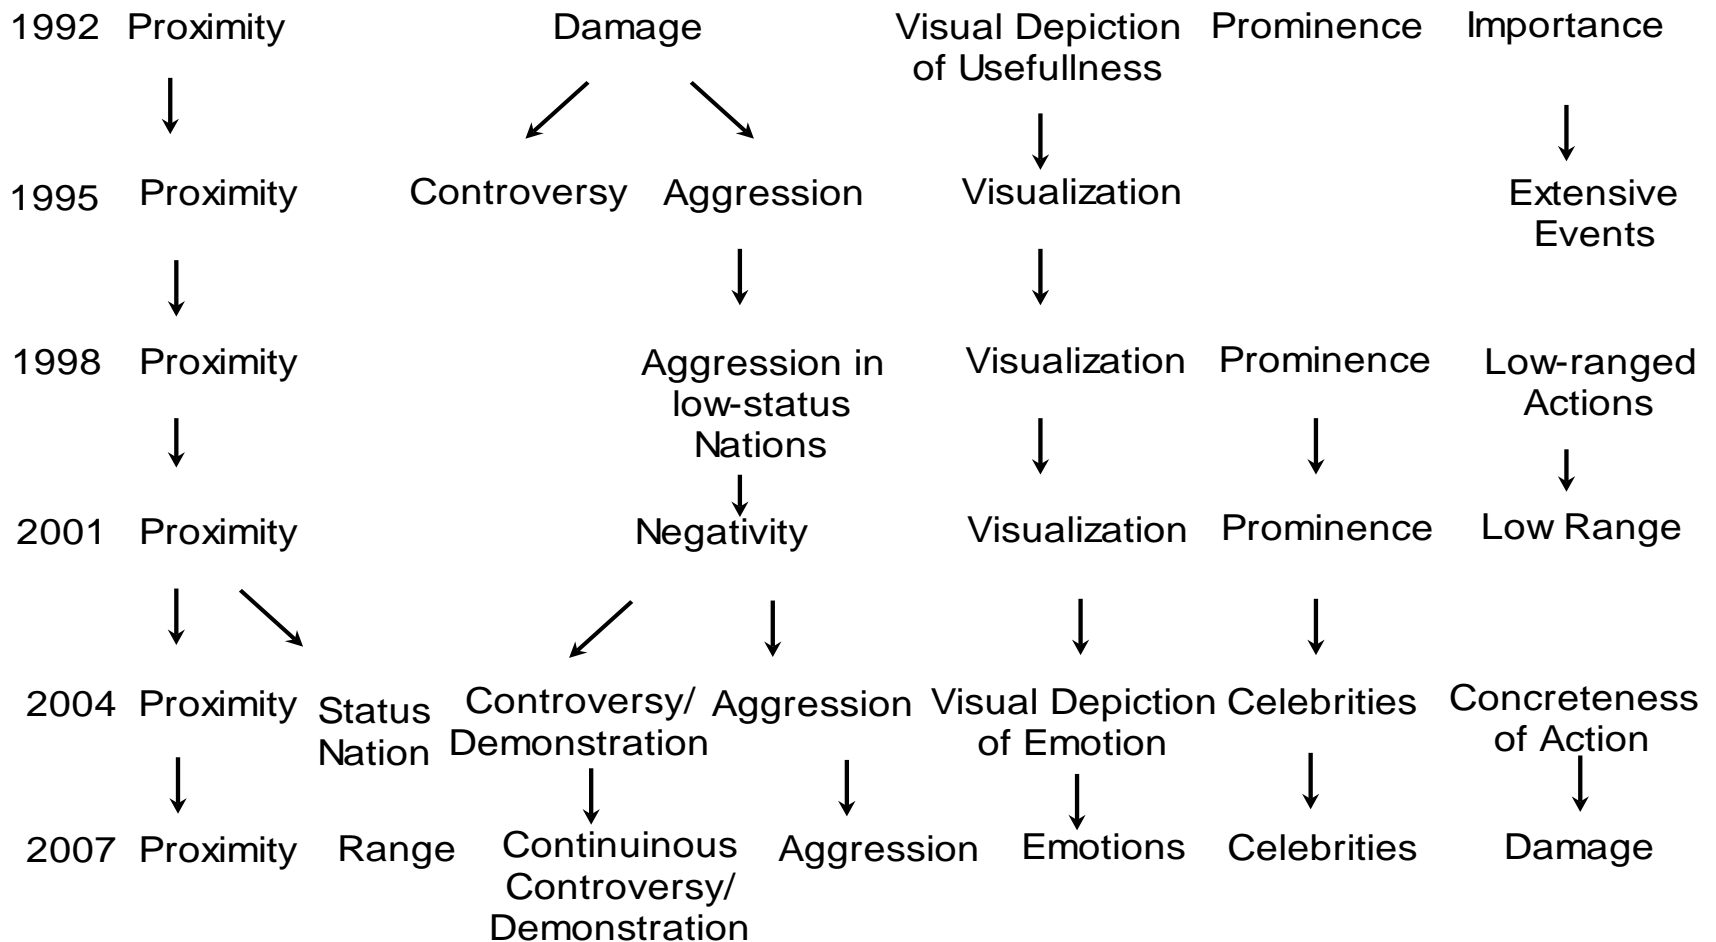 1992 Proximity Damage Visual Depiction Prominence Importance
of Usefullness
1995 Proximity Controversy Aggression Visualization Extensive
Events
1998 Proximity Aggression in Visualization Prominence Low-ranged
low-status Actions
Nations
2001 Proximity Negativity Visualization Prominence Low Range
2004 Proximity Status Controversy/ Aggression Visual Depiction Celebrities Concreteness
Nation Demonstration of Emotion of Action
2007 Proximity Range Continuinous Aggression Emotions Celebrities Damage
Controversy/
Demonstration